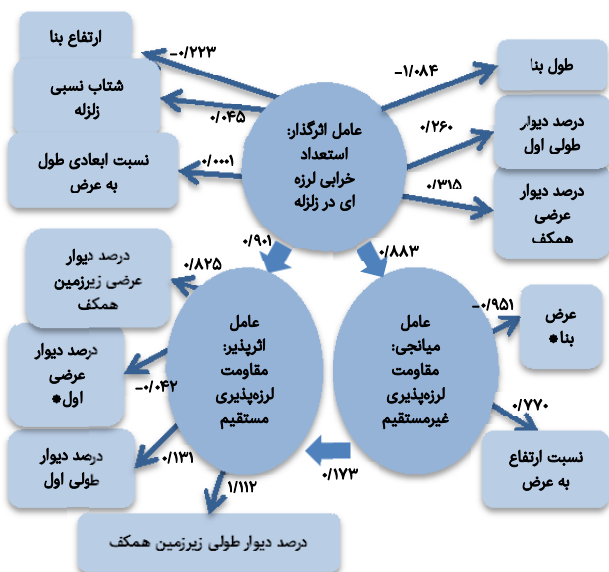 ارتفاع بنا
−۰/۲۲۳
شتاب نسبی
زلزله
۰/۰۴۵
نسبت ابعادی طول
به عرض
۰/۰۰۱
عامل اثرگذار:
استعداد
خرابی لرزه
ای در زلزله
−۱/۰۸۴
طول بنا
۰/۲۶۰
درصد دیوار
طولی اول
۰/۳۱۵
درصد دیوار
عرضی
همکف
۰/۹۰۱
۰/۸۸۳
درصد دیوار
عرضی زیرزمین
همکف
۰/۸۲۵
عامل
اثرپذیر:
مقاومت
لرزه‌پذیری
مستقیم
عامل
میانجی:
مقاومت
لرزه‌پذیری
غیرمستقیم
−۰/۹۵۱
عرض
بنا*
درصد دیوار
عرضی
اول*
−۰/۰۴۲
۰/۷۷۰
نسبت ارتفاع
به عرض
درصد دیوار
طولی اول
۰/۱۳۱
۱/۱۱۲
۰/۱۷۳
درصد دیوار طولی زیرزمین همکف